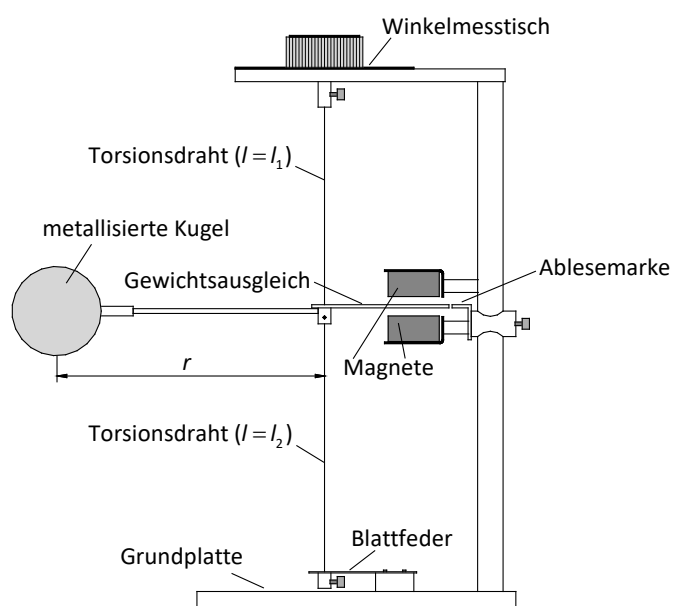 Winkelmesstisch
Torsionsdraht (l = l₁)
metallisierte Kugel
Gewichtsausgleich
Ablesemarke
r
Magnete
Torsionsdraht (l = l₂)
Blattfeder
Grundplatte